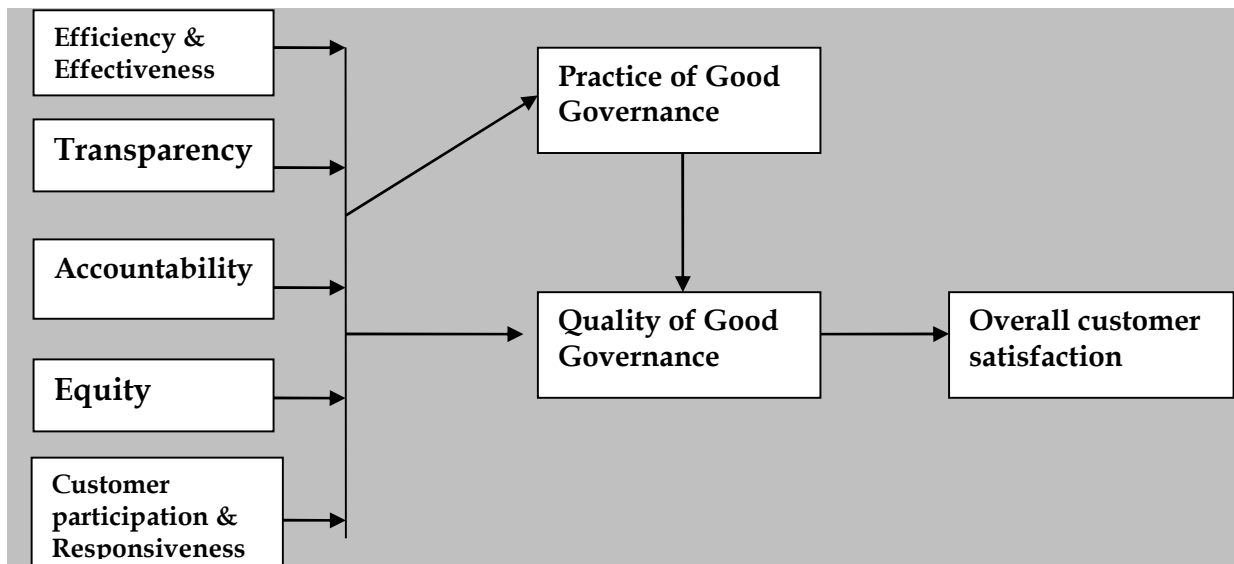 Efficiency &
Effectiveness
Transparency
Accountability
Equity
Customer
participation &
Responsiveness
Practice of Good
Governance
Quality of Good
Governance
Overall customer
satisfaction